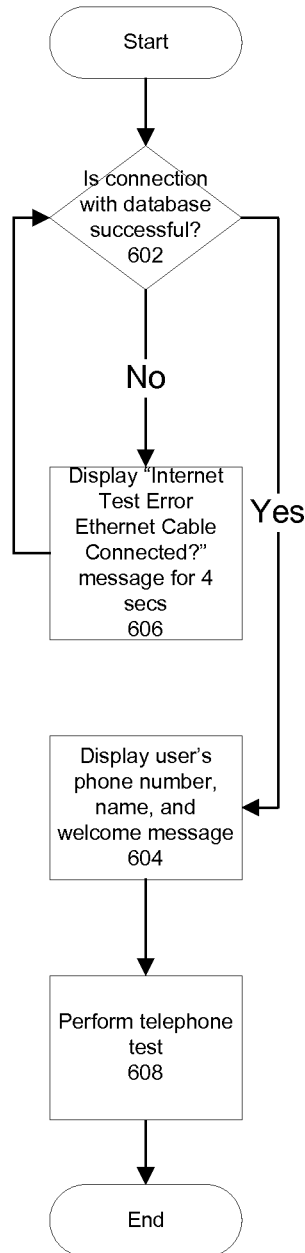 Start
Is connection
with database
successful?
602
No
Display “Internet
Test Error
Ethernet Cable
Connected?”
message for 4
secs
606
Yes
Display user’s
phone number,
name, and
welcome message
604
Perform telephone
test
608
End